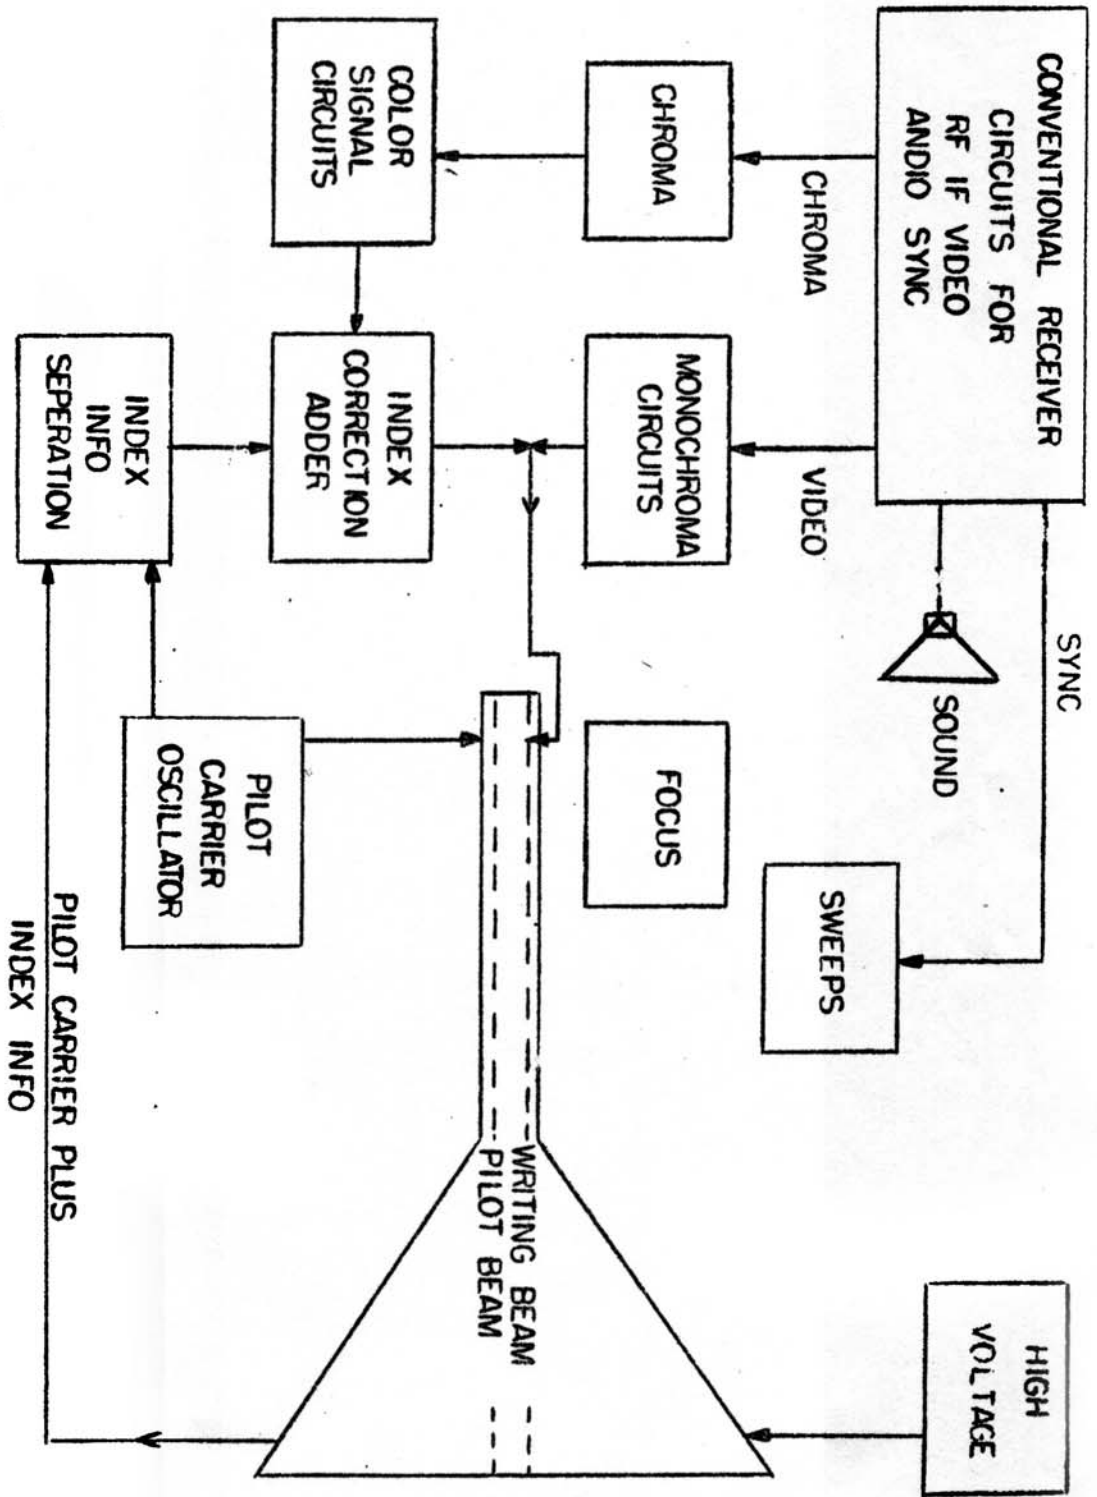 CONVENTIONAL RECEIVER
CIRCUITS FOR
RF IF VIDEO
ANDIO SYNC
SYNC
SOUND
SWEEPS
HIGH
VOLTAGE
CHROMA
VIDEO
CHROMA
MONOCHROMA
CIRCUITS
FOCUS
COLOR
SIGNAL
CIRCUITS
INDEX
CORRECTION
ADDER
WRITING BEAM
PILOT BEAM
PILOT
CARRIER
OSCILLATOR
INDEX
INFO
SEPERATION
PILOT CARRIER PLUS
INDEX INFO